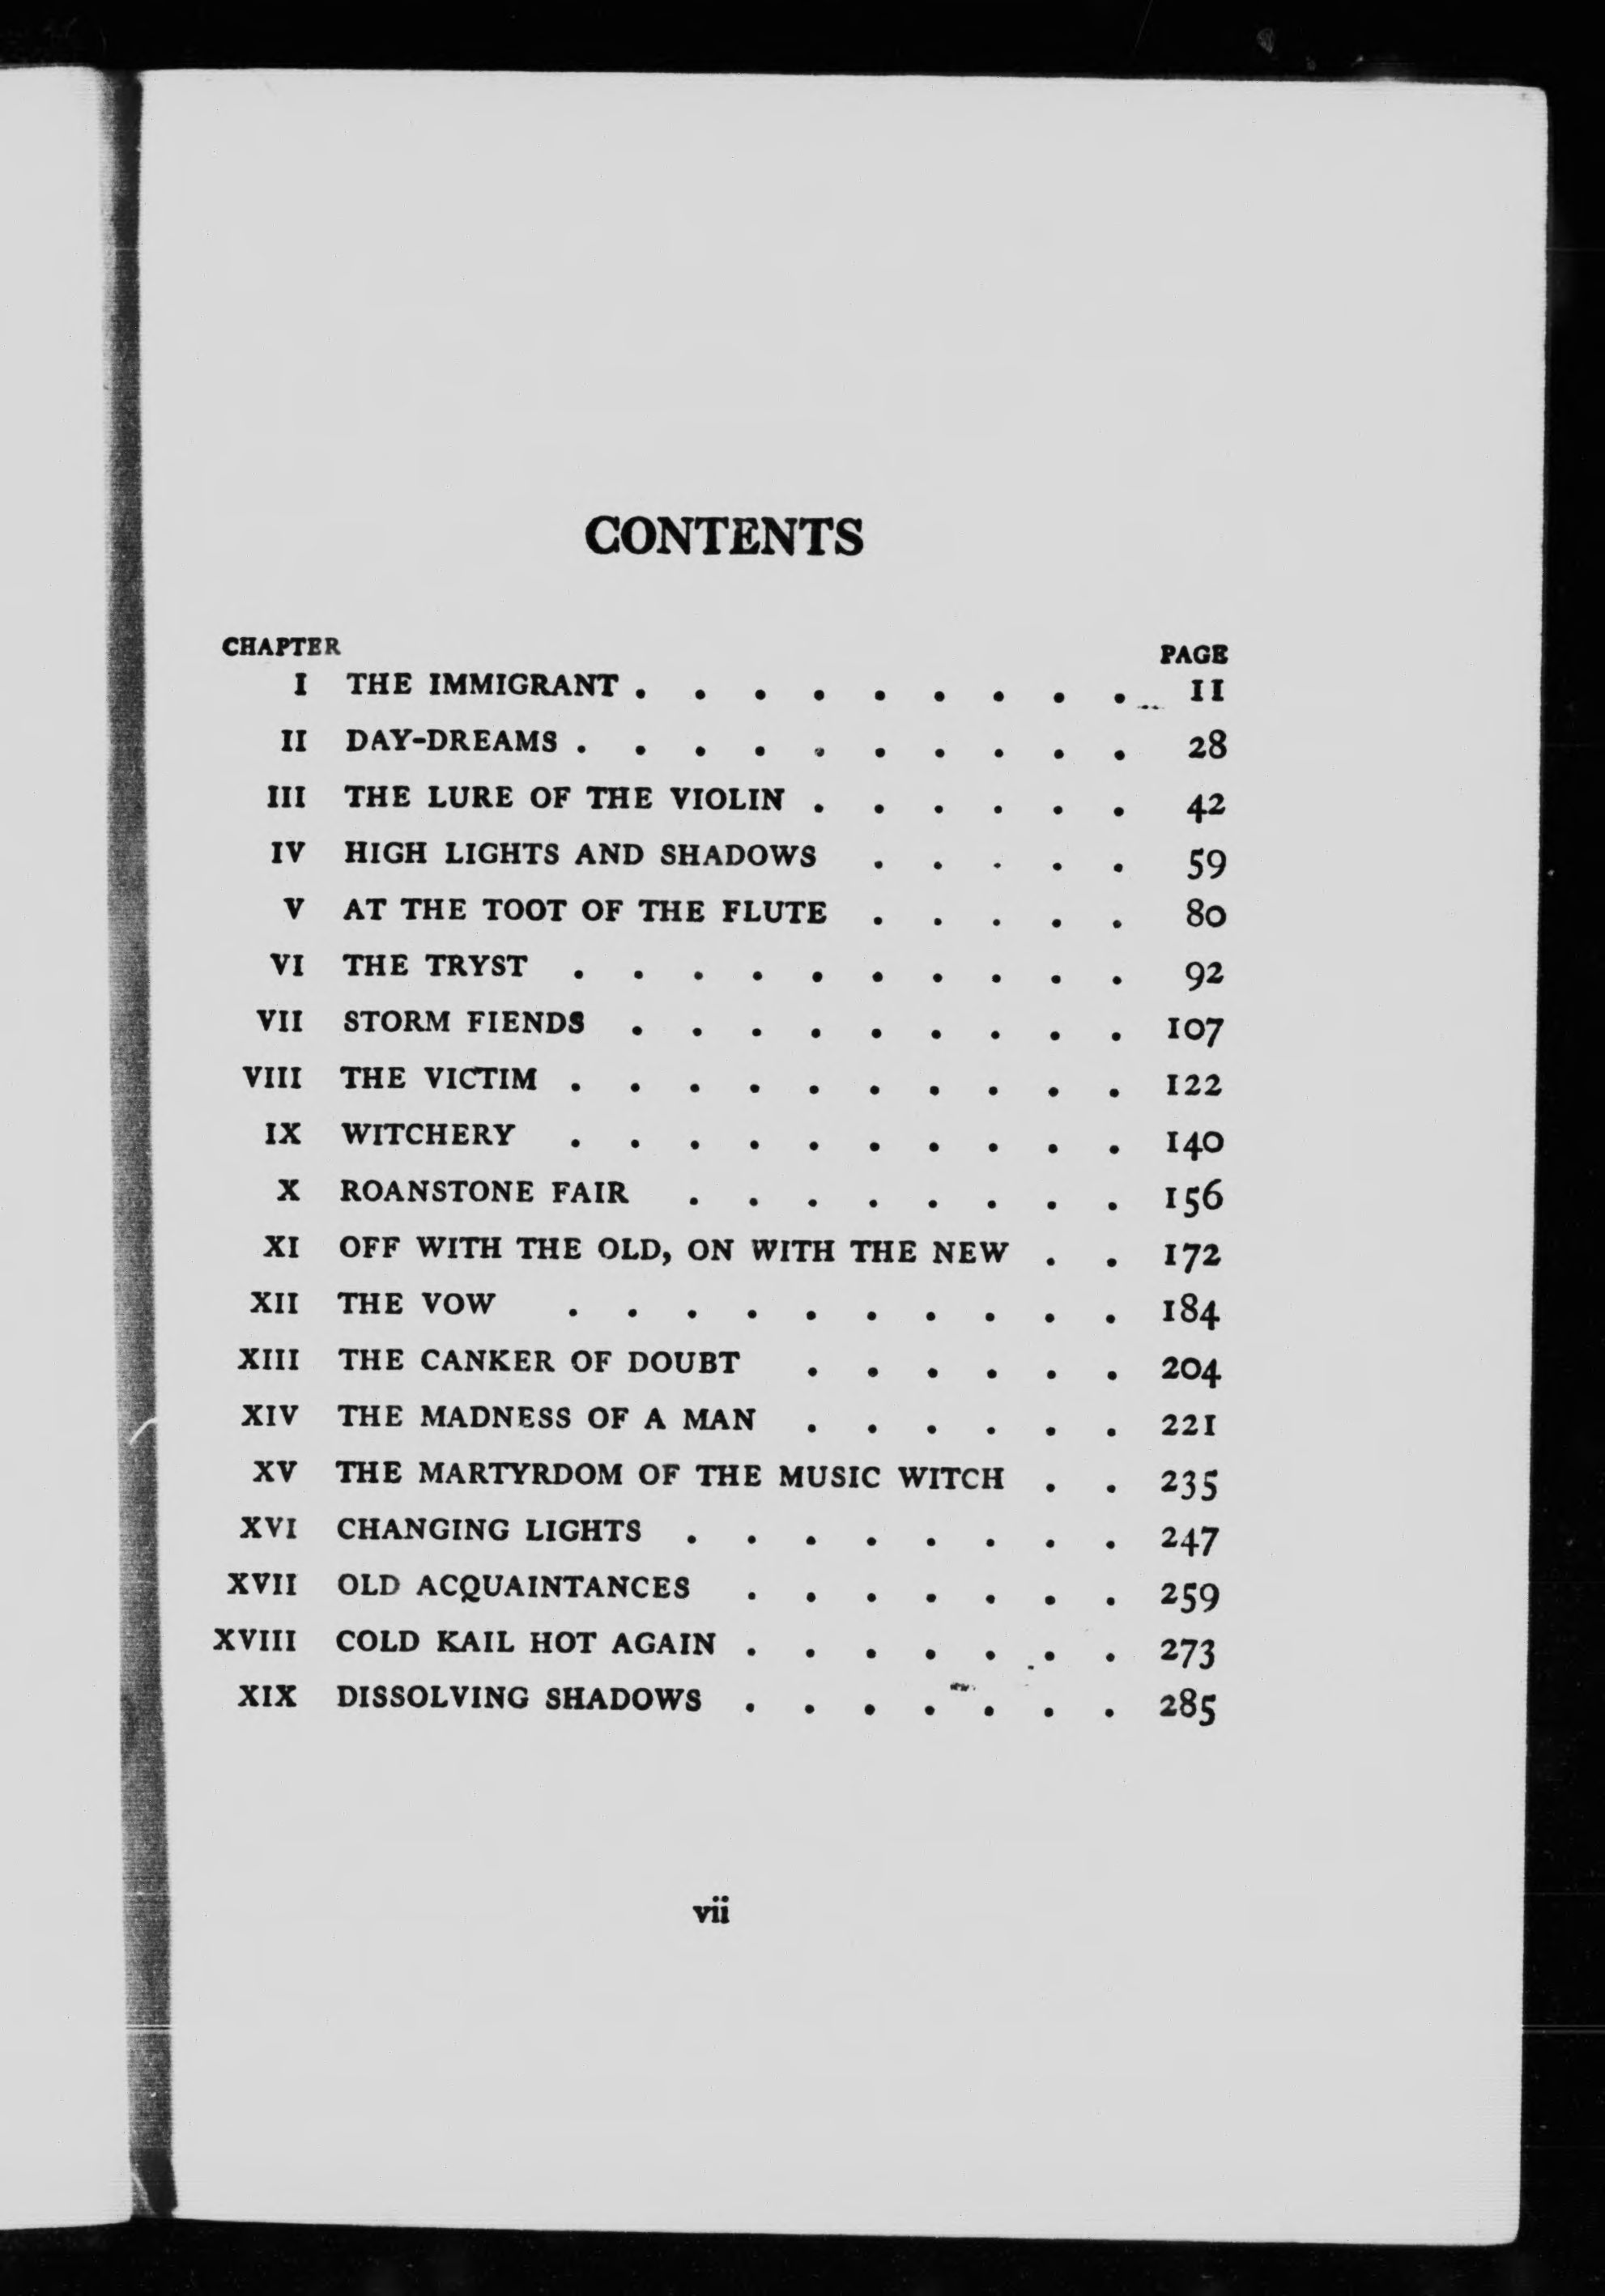 CONTENTS
CHAPTER PAGE
I THE IMMIGRANT . . . . . . . . . 11
II DAY-DREAMS . . . . . . . . . . 28
III THE LURE OF THE VIOLIN . . . . . . 42
IV HIGH LIGHTS AND SHADOWS . . . . . 59
V AT THE TOOT OF THE FLUTE . . . . . 80
VI THE TRYST . . . . . . . . . . 92
VII STORM FIENDS . . . . . . . . . 107
VIII THE VICTIM . . . . . . . . . . 122
IX WITCHERY . . . . . . . . . . 140
X ROANSTONE FAIR . . . . . . . . 156
XI OFF WITH THE OLD, ON WITH THE NEW . . 172
XII THE VOW . . . . . . . . . . 184
XIII THE CANKER OF DOUBT . . . . . . 204
XIV THE MADNESS OF A MAN . . . . . . 221
XV THE MARTYRDOM OF THE MUSIC WITCH . . 235
XVI CHANGING LIGHTS . . . . . . . . 247
XVII OLD ACQUAINTANCES . . . . . . . 259
XVIII COLD KAIL HOT AGAIN . . . . . . . 273
XIX DISSOLVING SHADOWS . . . . . . . 285
vii